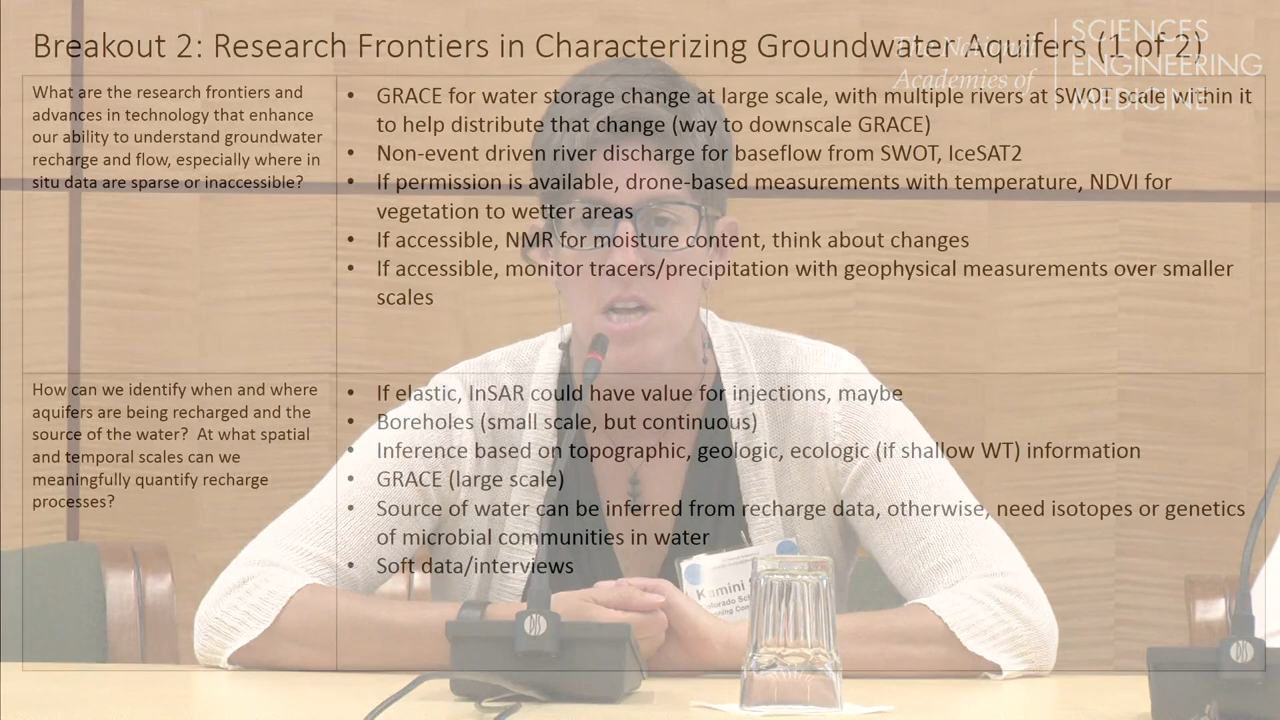 Breakout 2: Research Frontiers in Characterizing Groundwater Aquifers (1 of 2)
The National
Academies of
SCIENCES
ENGINEERING
MEDICINE
What are the research frontiers and
advances in technology that enhance
our ability to understand groundwater
recharge and flow, especially where in
situ data are sparse or inaccessible?
• GRACE for water storage change at large scale, with multiple rivers at SWOT scale within it
to help distribute that change (way to downscale GRACE)
• Non-event driven river discharge for baseflow from SWOT, IceSAT2
• If permission is available, drone-based measurements with temperature, NDVI for
vegetation to wetter areas
• If accessible, NMR for moisture content, think about changes
• If accessible, monitor tracers/precipitation with geophysical measurements over smaller
scales
How can we identify when and where
aquifers are being recharged and the
source of the water? At what spatial
and temporal scales can we
meaningfully quantify recharge
processes?
• If elastic, InSAR could have value for injections, maybe
• Boreholes (small scale, but continuous)
• Inference based on topographic, geologic, ecologic (if shallow WT) information
• GRACE (large scale)
• Source of water can be inferred from recharge data, otherwise, need isotopes or genetics
of microbial communities in water
• Soft data/interviews
Kamini